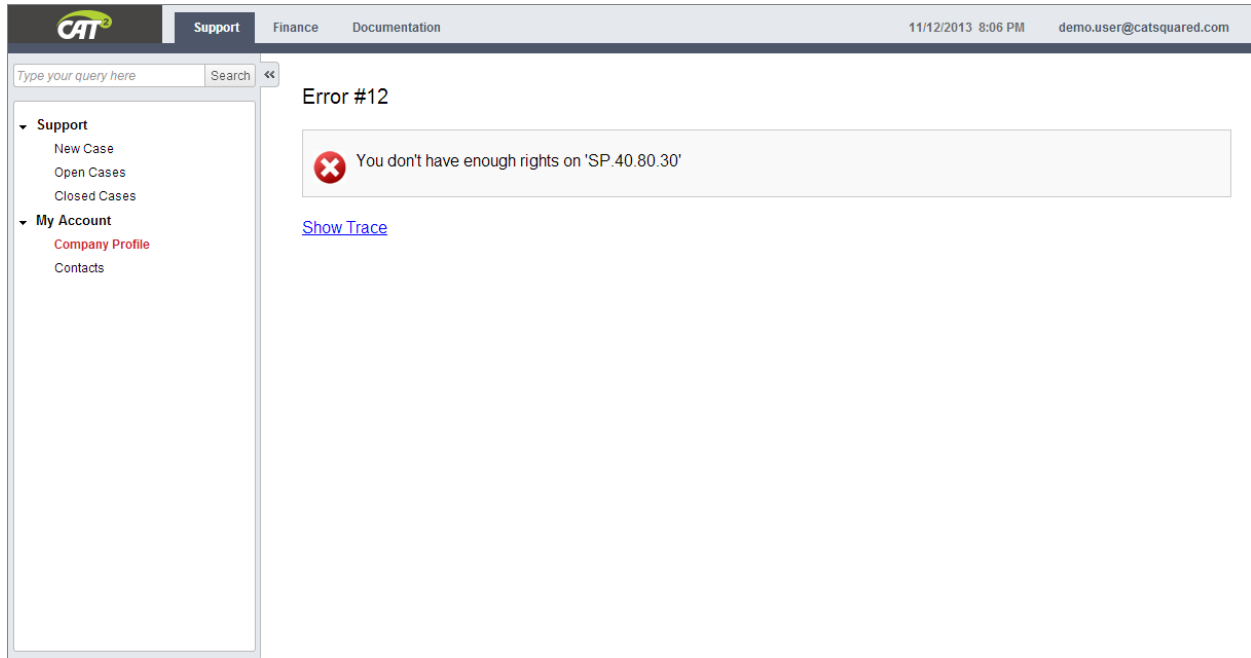 CAT²
Support Finance Documentation 11/12/2013 8:06 PM demo.user@catsquared.com
Type your query here Search «
Error #12
You don't have enough rights on 'SP.40.80.30'
Show Trace
Support
New Case
Open Cases
Closed Cases
My Account
Company Profile
Contacts